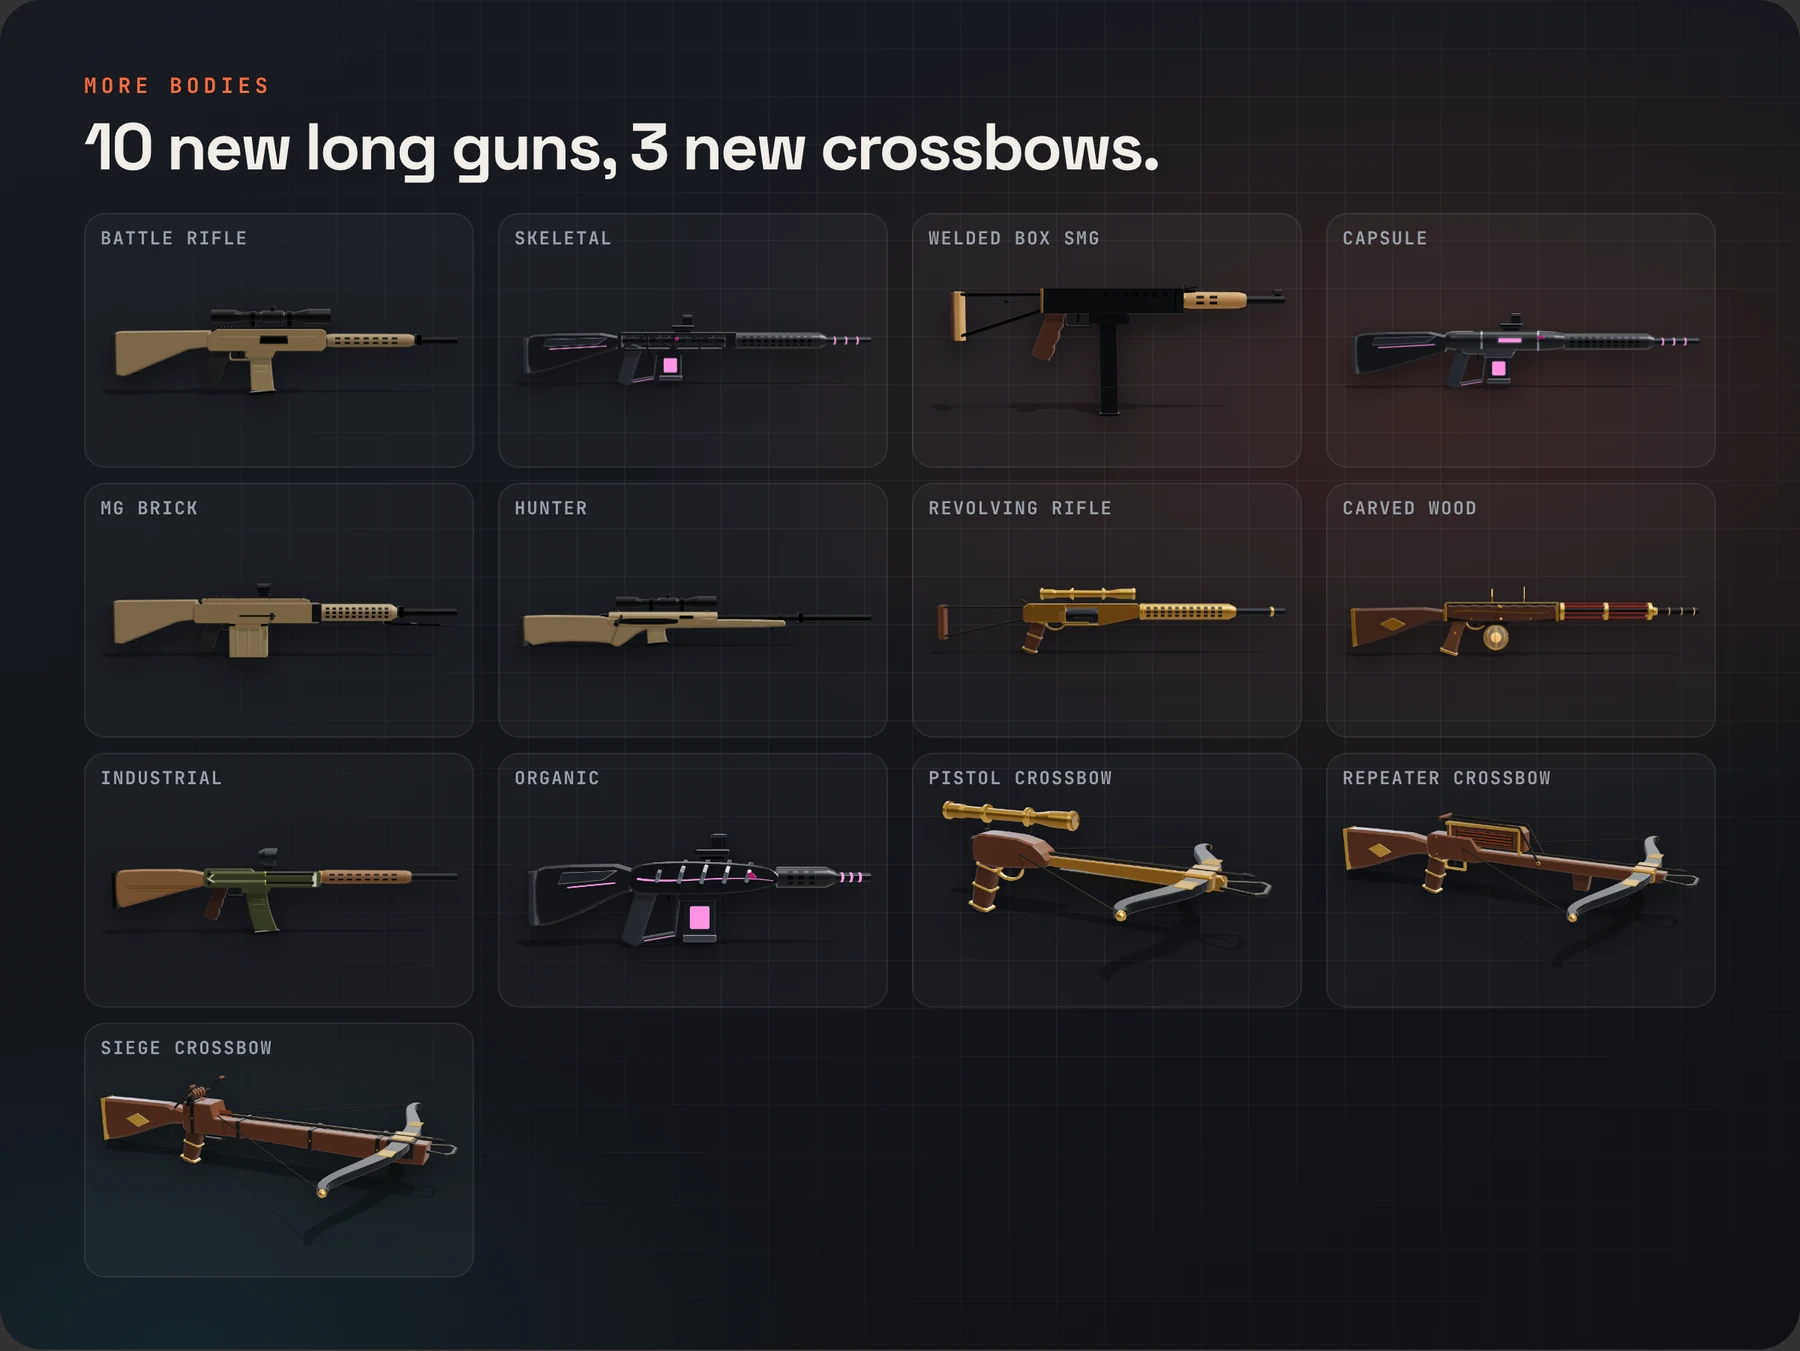 MORE BODIES
10 new long guns, 3 new crossbows.
BATTLE RIFLE
SKELETAL
WELDED BOX SMG
CAPSULE
MG BRICK
HUNTER
REVOLVING RIFLE
CARVED WOOD
INDUSTRIAL
ORGANIC
PISTOL CROSSBOW
REPEATER CROSSBOW
SIEGE CROSSBOW